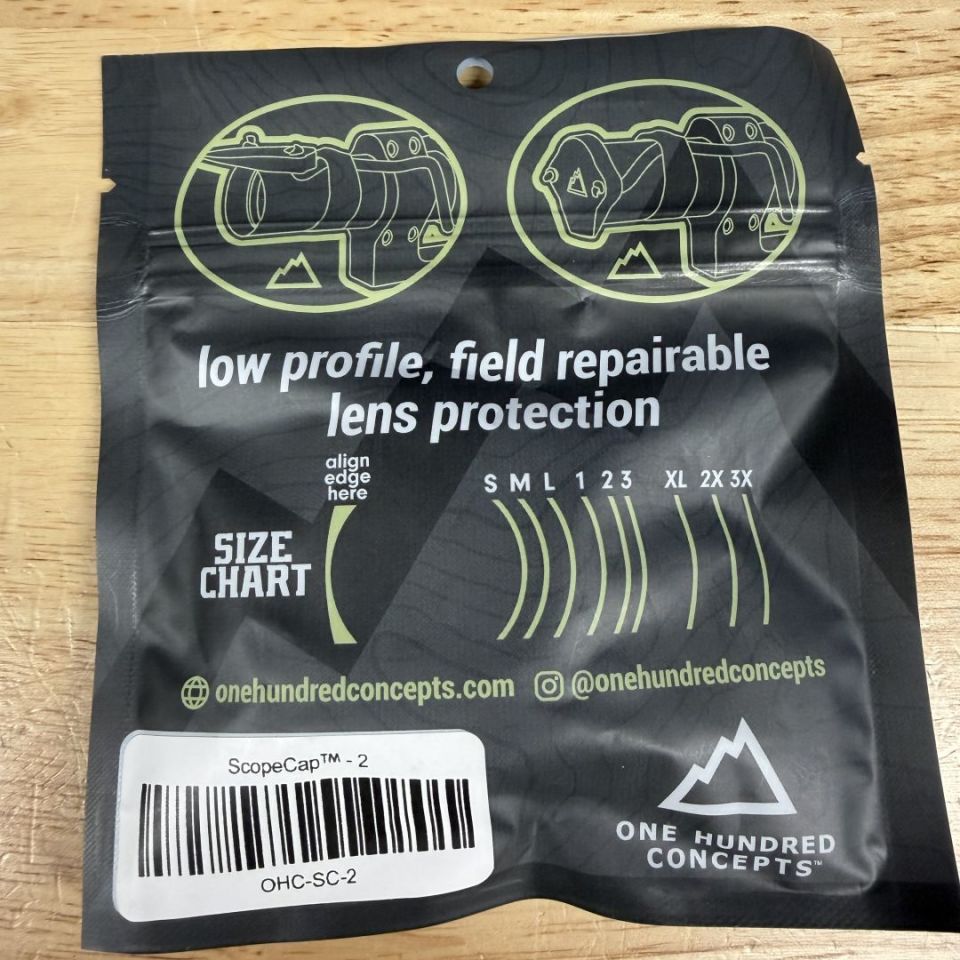 low profile, field repairable
lens protection
align
edge
here
S M L 1 2 3 XL 2X 3X
SIZE
CHART
onehundredconcepts.com @onehundredconcepts
ScopeCap™ - 2
OHC-SC-2
ONE HUNDRED
CONCEPTS™